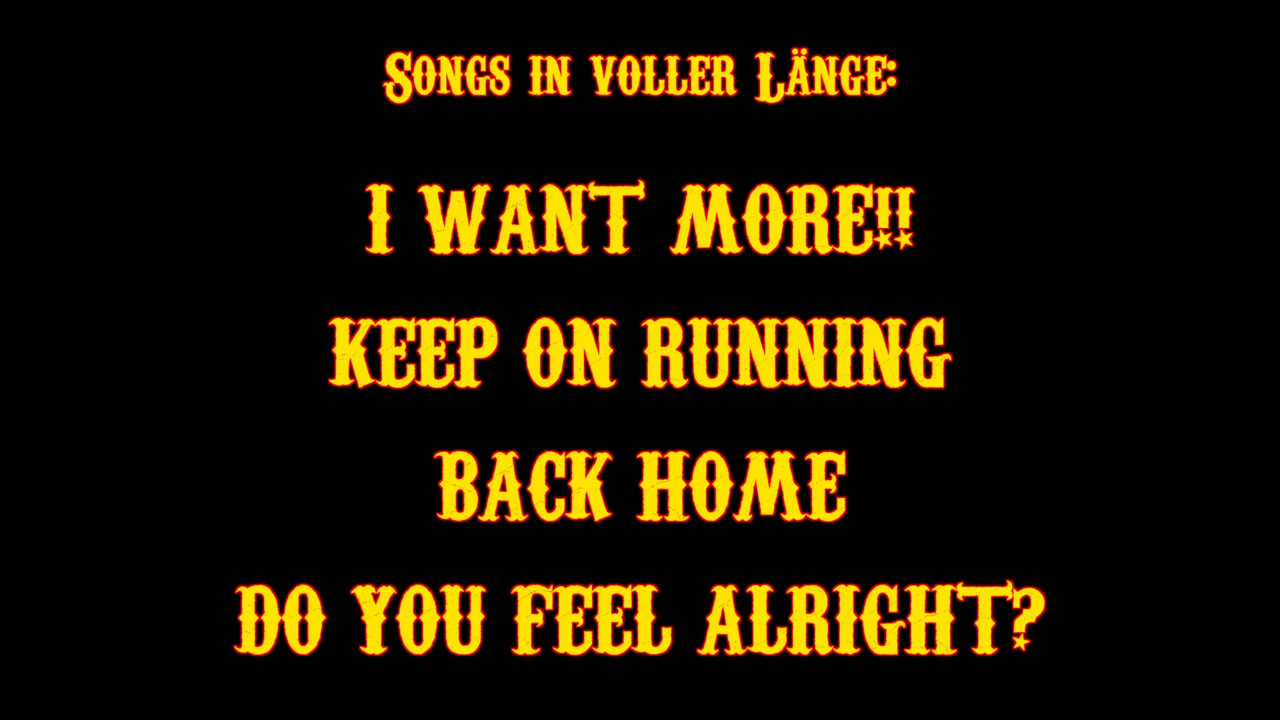 Songs in voller Länge:
I WANT MORE!!
KEEP ON RUNNING
BACK HOME
DO YOU FEEL ALRIGHT?